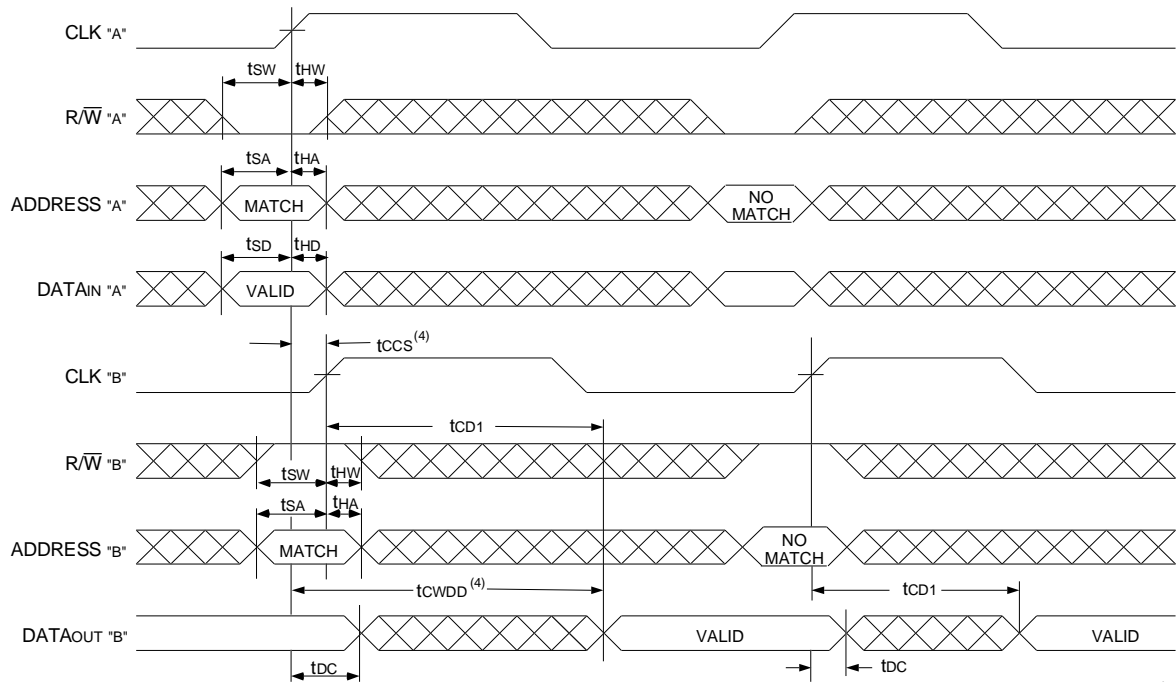 CLK "A"
tSW tHW
R/W̅ "A"
tSA tHA
ADDRESS "A" MATCH NO MATCH
tSD tHD
DATAIN "A" VALID
tCCS(4)
CLK "B"
tCD1
R/W̅ "B"
tSW tHW
tSA tHA
ADDRESS "B" MATCH NO MATCH
tCWDD(4) tCD1
DATAOUT "B" VALID VALID
tDC tDC